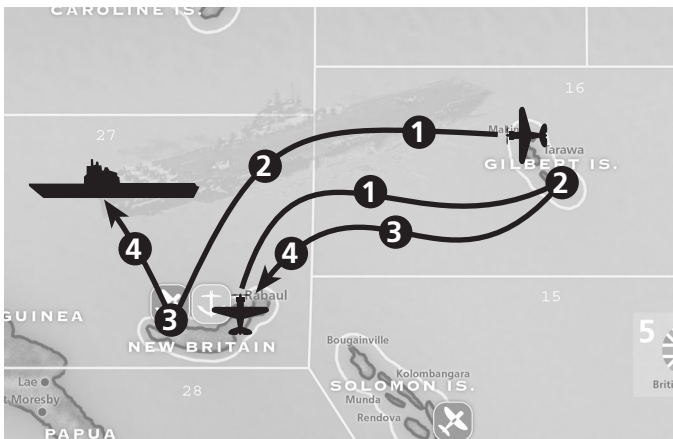 CAROLINE IS.
16
27
1
Tarawa
GILBERT IS.
2
2
1
3
4
4
Rabaul
15
3
GUINEA
NEW BRITAIN
5
Bougainville
Kolombangara
SOLOMON IS.
Lae
28
Munda
t Moresby
Rendova
Briti
PAPUA